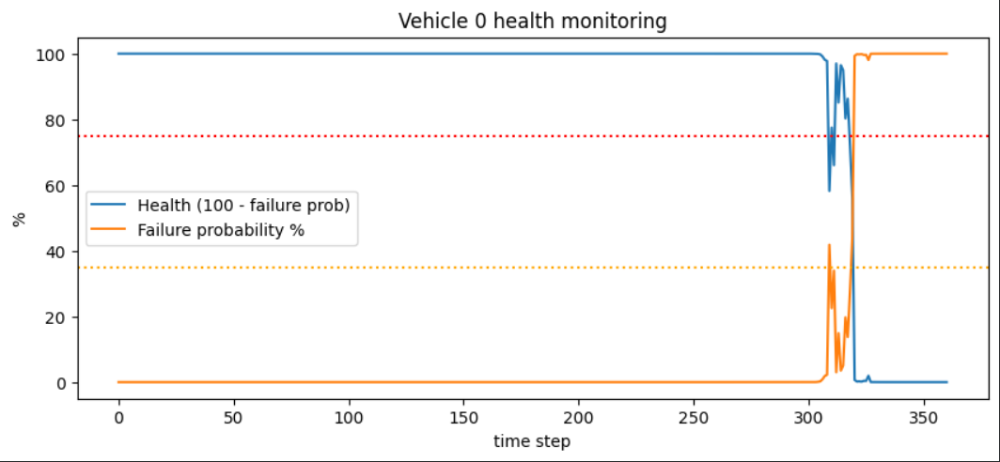 Vehicle 0 health monitoring
100
80
60
40
20
0
%
Health (100 - failure prob)
Failure probability %
0 50 100 150 200 250 300 350
time step